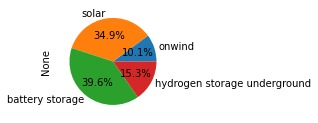 solar
34.9%
onwind
10.1%
None
15.3%
hydrogen storage underground
39.6%
battery storage